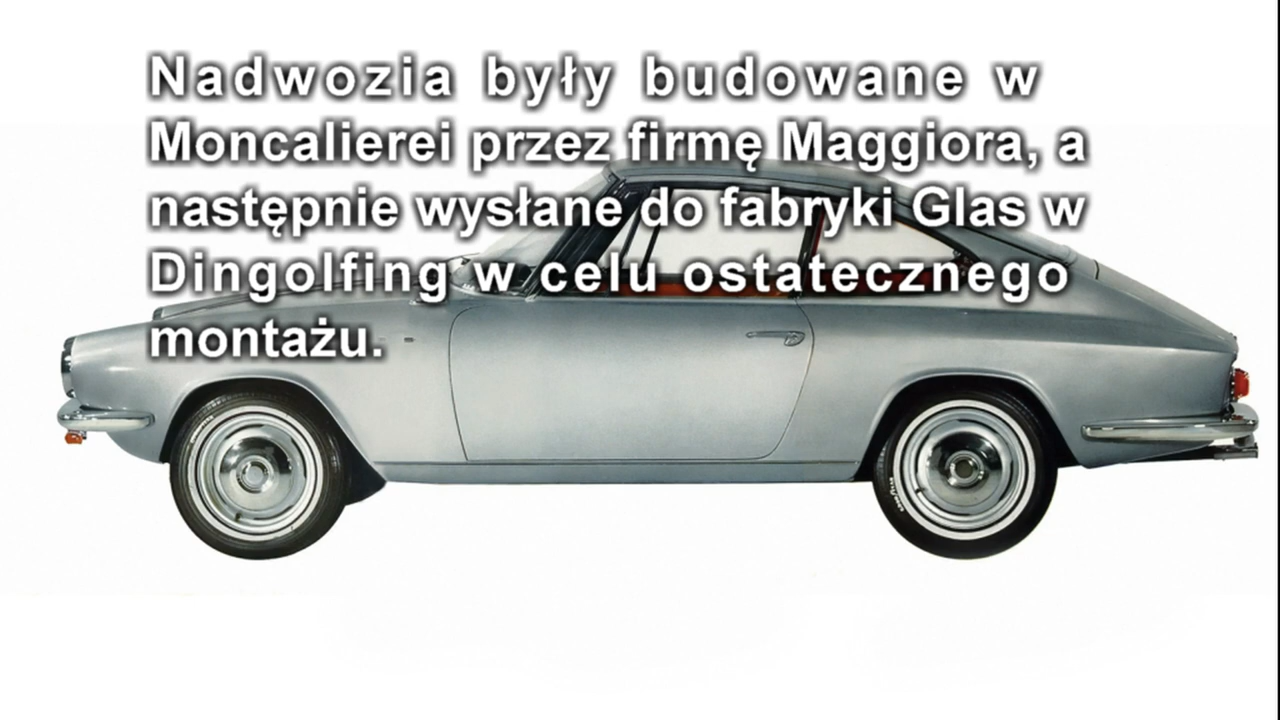 Nadwozia były budowane w
Moncalierei przez firmę Maggiora, a
następnie wysłane do fabryki Glas w
Dingolfing w celu ostatecznego
montażu.